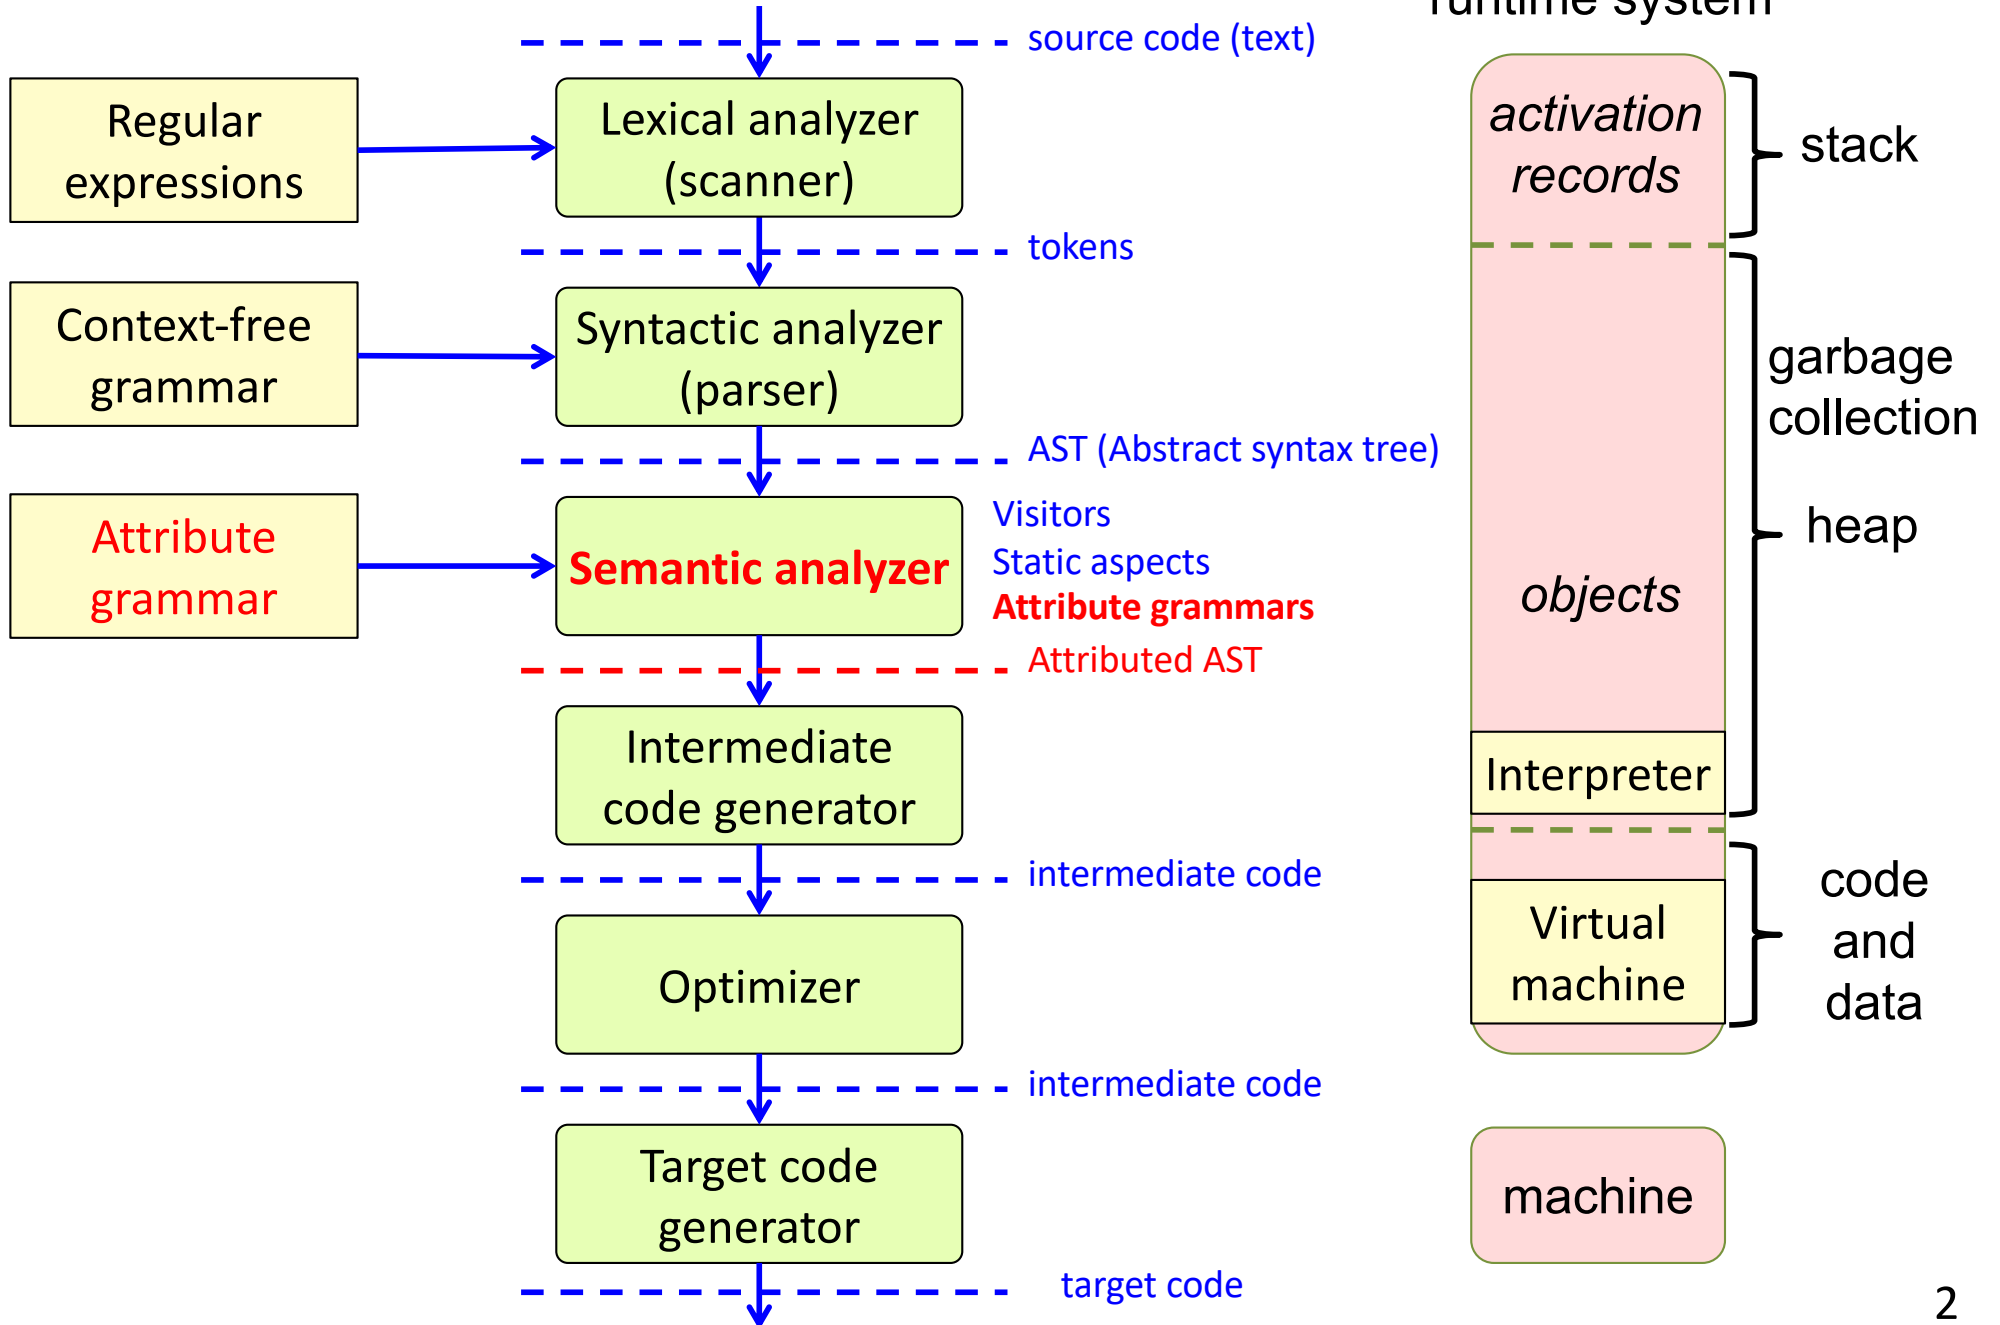 runtime system
source code (text)
Regular
expressions
Lexical analyzer
(scanner)
tokens
Context-free
grammar
Syntactic analyzer
(parser)
AST (Abstract syntax tree)
Attribute
grammar
Semantic analyzer
Visitors
Static aspects
Attribute grammars
Attributed AST
Intermediate
code generator
intermediate code
Optimizer
intermediate code
Target code
generator
target code
activation
records
stack
garbage
collection
heap
objects
Interpreter
Virtual
machine
code
and
data
machine
2